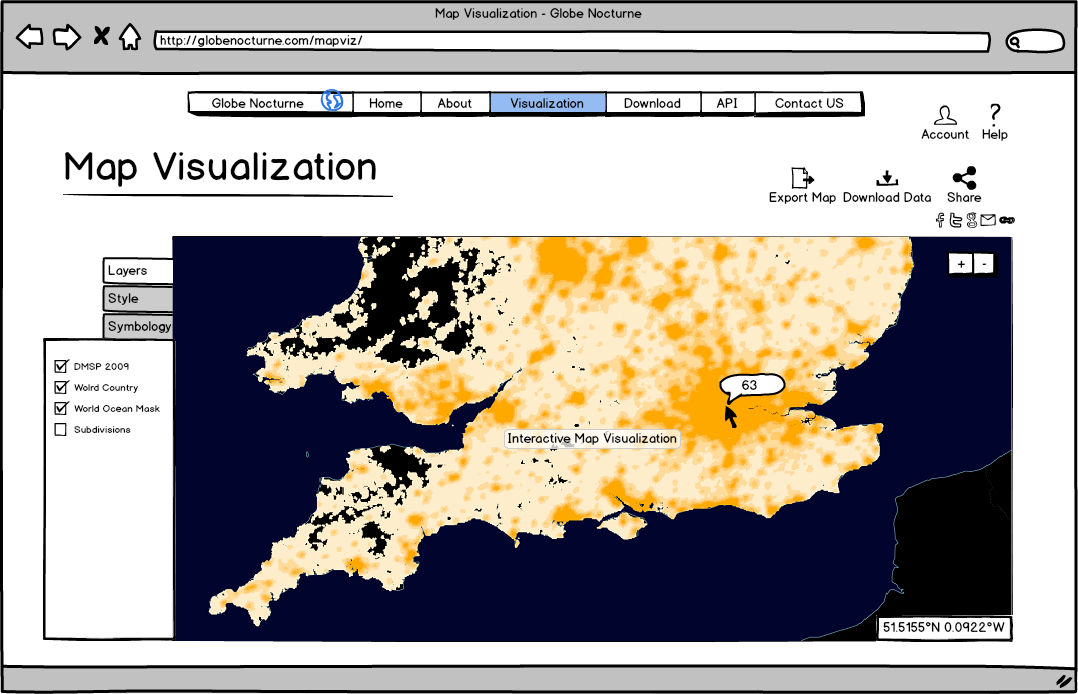 Map Visualization - Globe Nocturne
http://globenocturne.com/mapviz/
Globe Nocturne Home About Visualization Download API Contact US
Account Help
Map Visualization
Export Map Download Data Share
Layers
Style
Symbology
+ -
DMSP 2009
Wolrd Country
World Ocean Mask
Subdivisions
63
Interactive Map Visualization
51.5155°N 0.0922°W